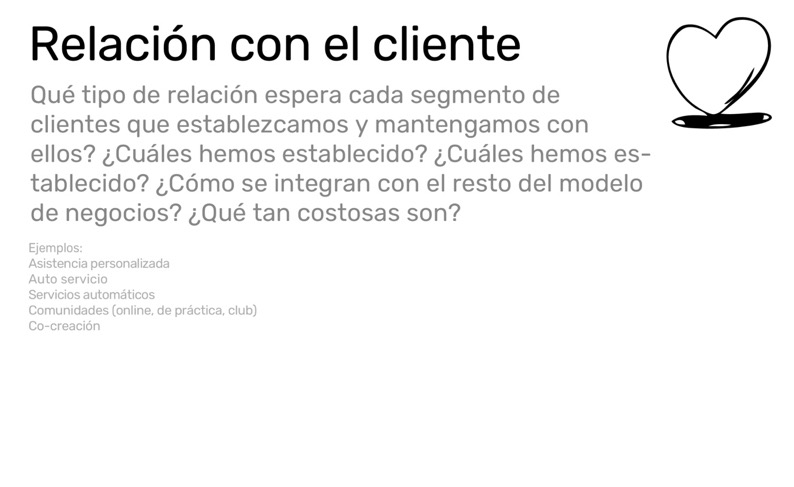 Relación con el cliente
Qué tipo de relación espera cada segmento de
clientes que establezcamos y mantengamos con
ellos? ¿Cuáles hemos establecido? ¿Cuáles hemos es-
tablecido? ¿Cómo se integran con el resto del modelo
de negocios? ¿Qué tan costosas son?
Ejemplos:
Asistencia personalizada
Auto servicio
Servicios automáticos
Comunidades (online, de práctica, club)
Co-creación